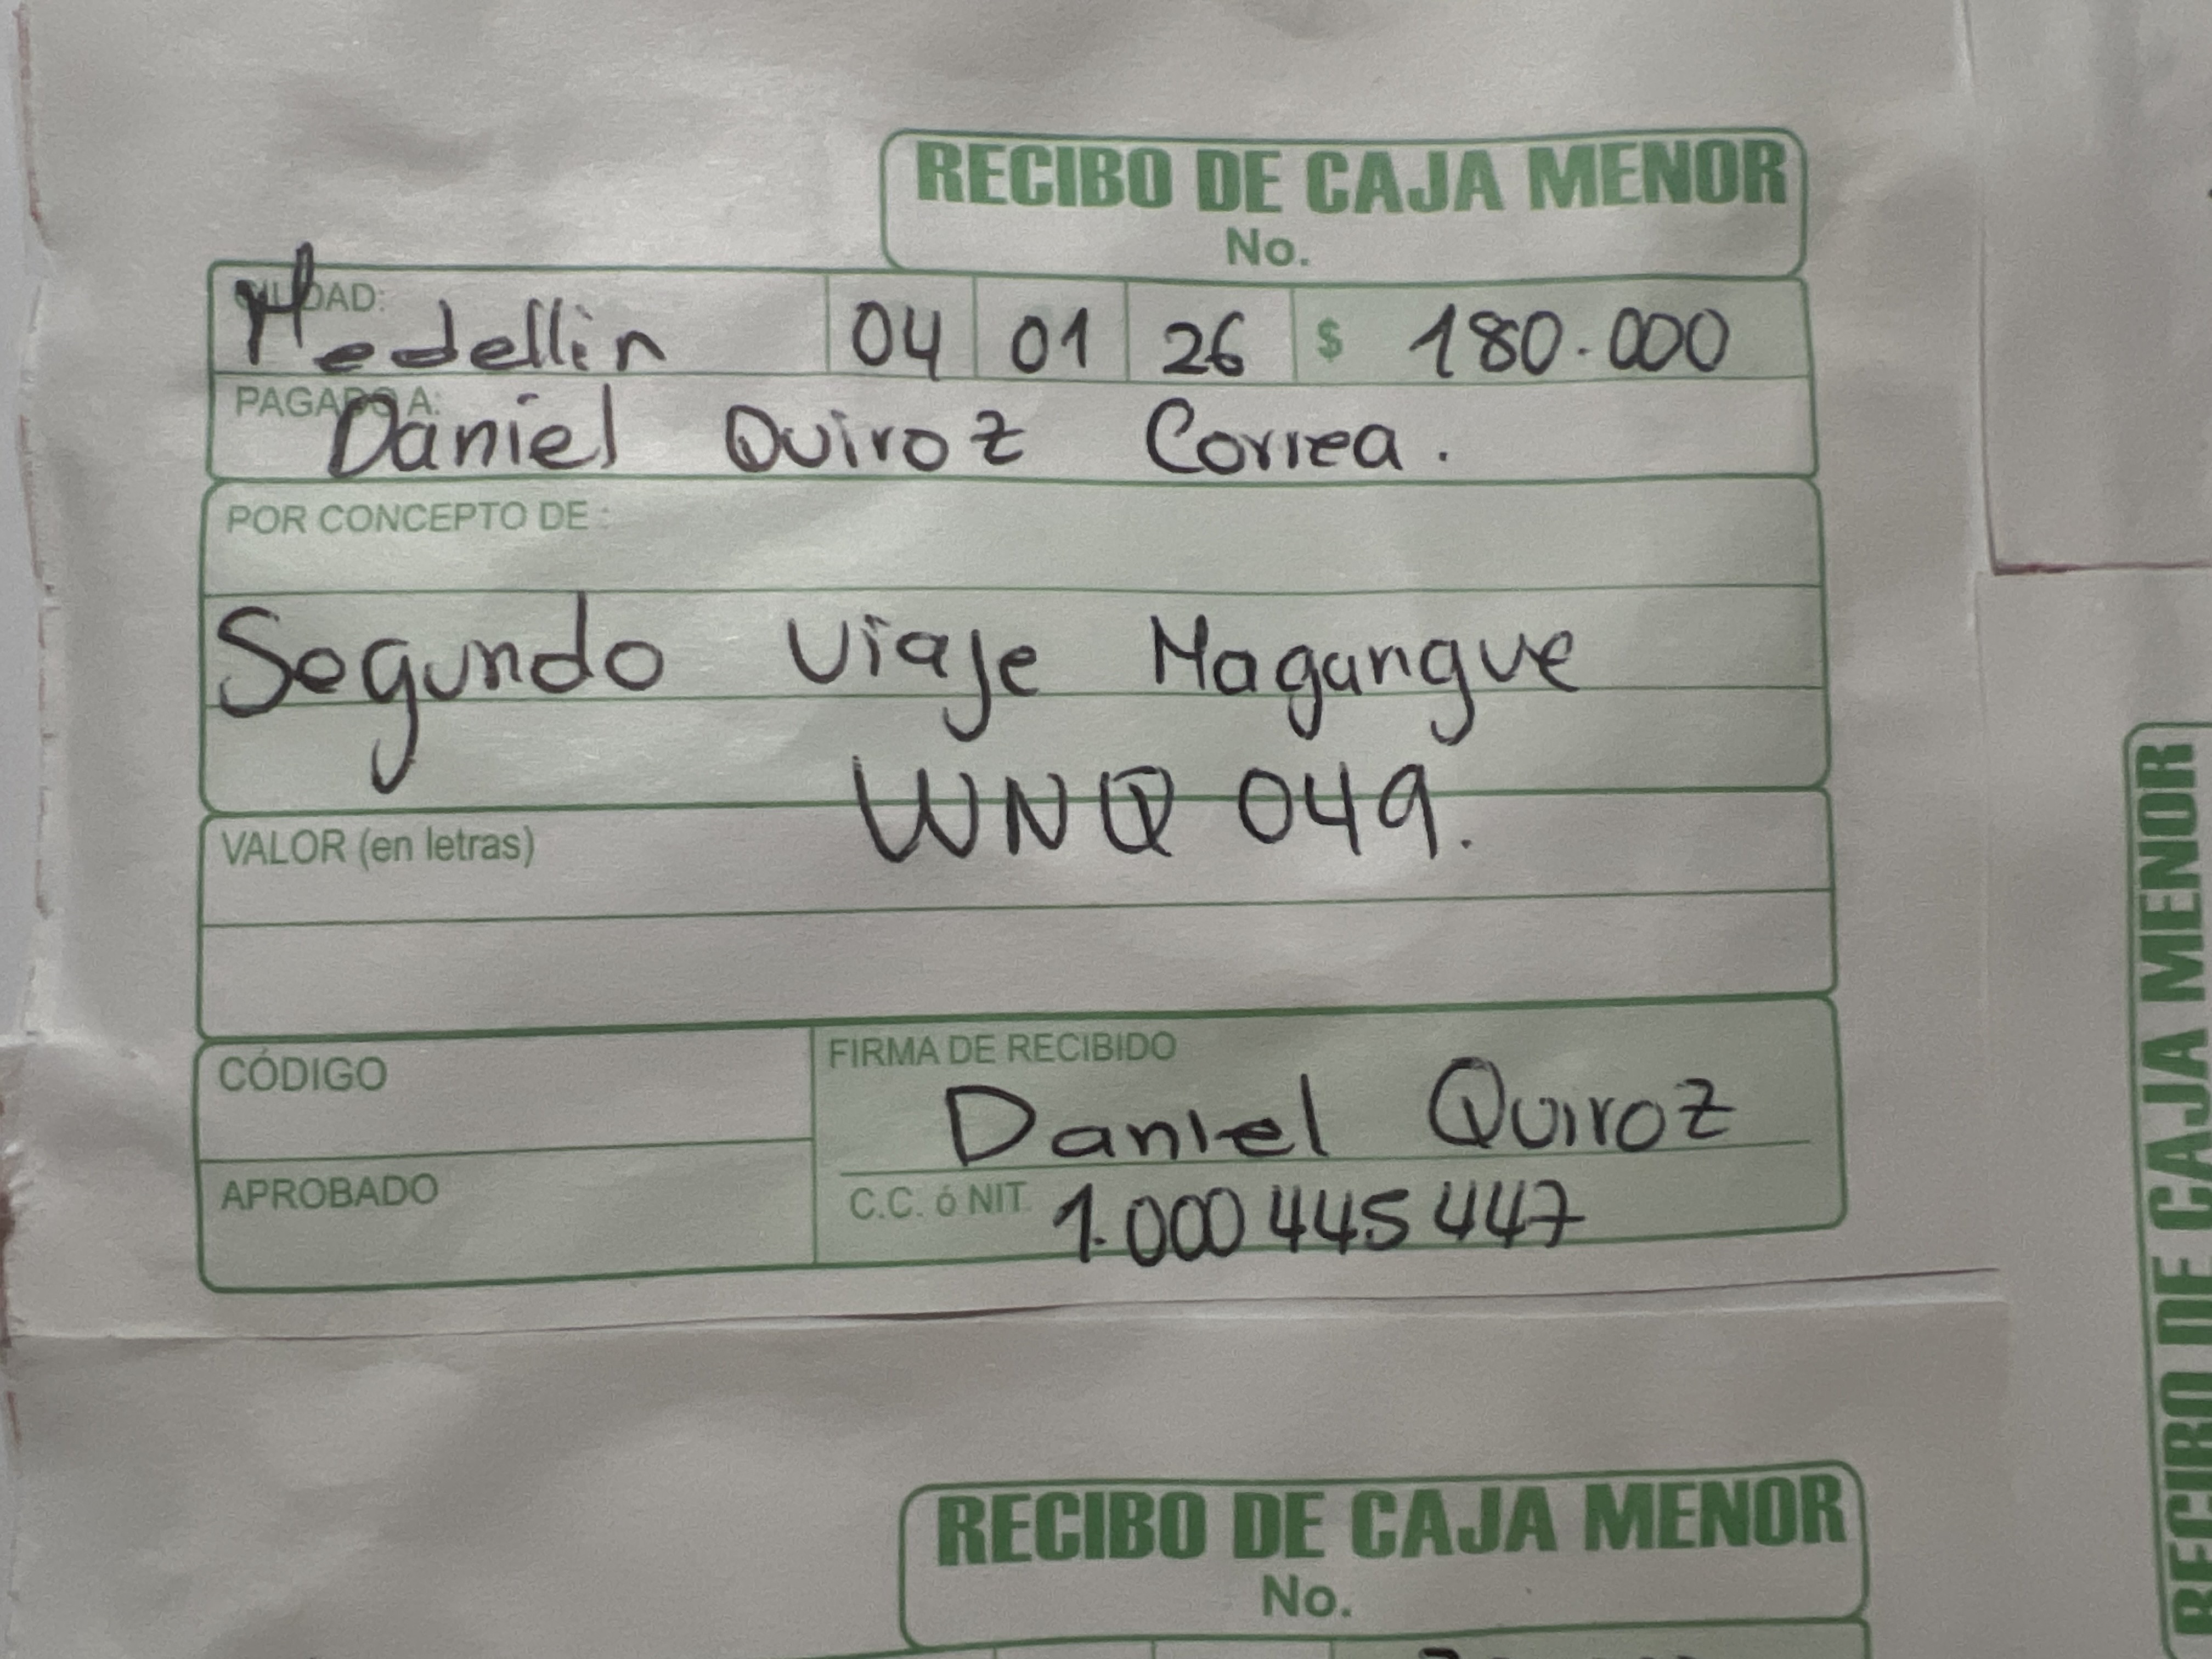 RECIBO DE CAJA MENOR
No.
CIUDAD:
Medellin 04 01 26 $ 180.000
PAGADO A:
Daniel Quiroz Correa.
POR CONCEPTO DE :
Segundo Viaje Magangue
WNQ 049.
VALOR (en letras)
CÓDIGO
FIRMA DE RECIBIDO
Daniel Quiroz
APROBADO
C.C. ó NIT. 1.000 445 447
RECIBO DE CAJA MENOR
No.
RECIBO DE CAJA MENOR